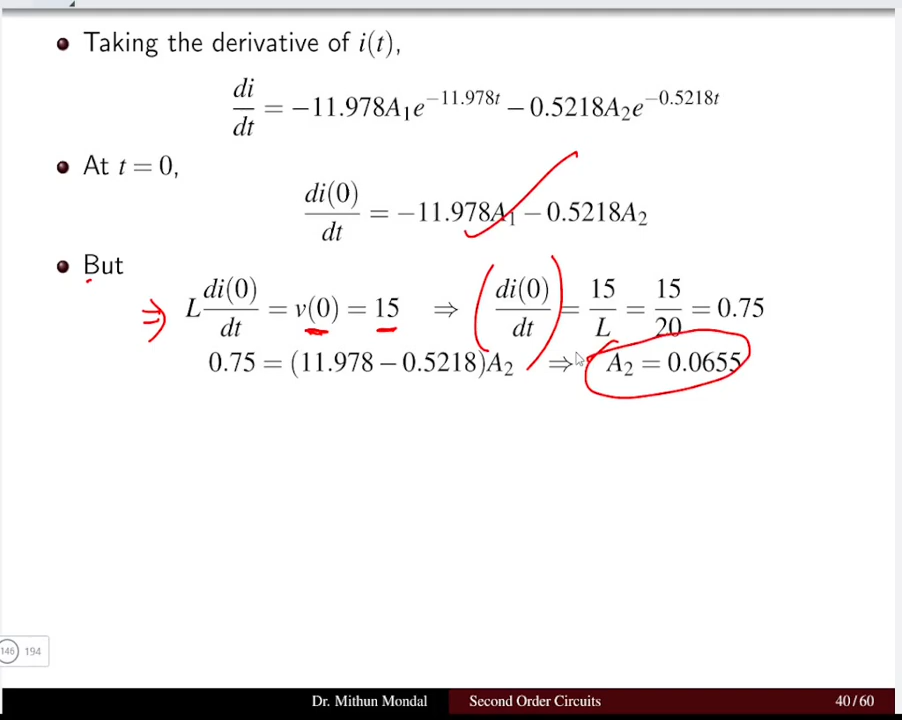 Taking the derivative of i(t),
di/dt = −11.978A₁e^{−11.978t} − 0.5218A₂e^{−0.5218t}
At t = 0,
di(0)/dt = −11.978A₁ − 0.5218A₂
But
L di(0)/dt = v(0) = 15 ⇒ di(0)/dt = 15/L = 15/20 = 0.75
0.75 = (11.978 − 0.5218)A₂ ⇒ A₂ = 0.0655
146 194
Dr. Mithun Mondal Second Order Circuits 40/60